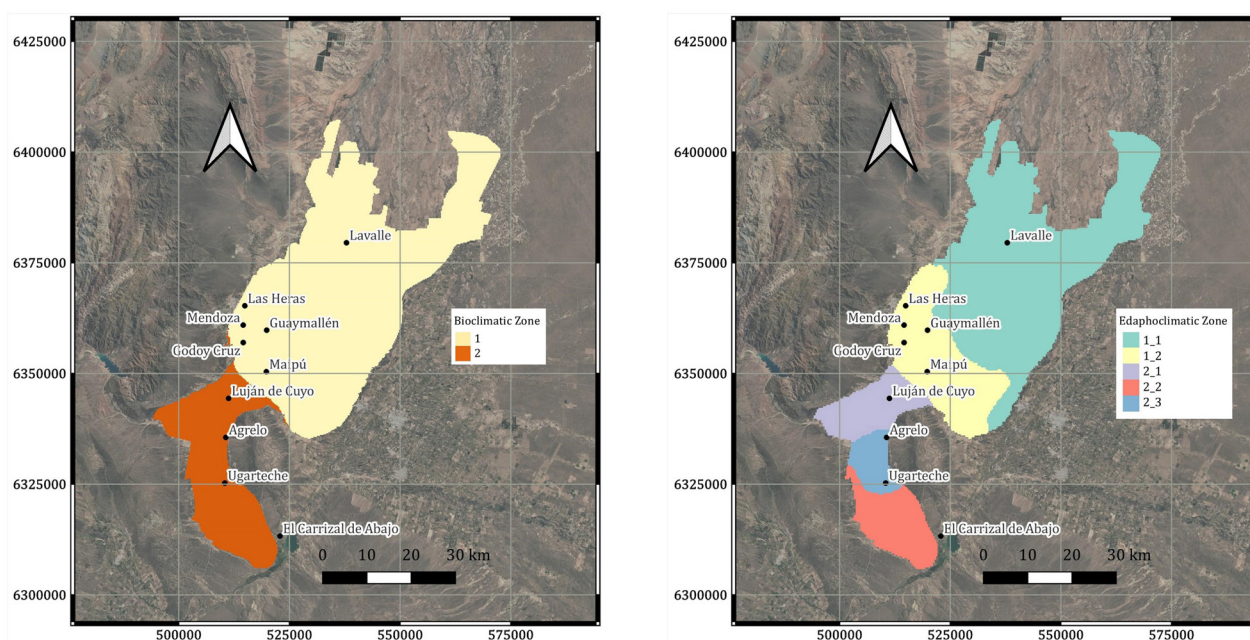 6425000
6400000
6375000
6350000
6325000
6300000
500000
525000
550000
575000
Lavalle
Las Heras
Mendoza
Guaymallén
Godoy Cruz
Maipú
Luján de Cuyo
Agrelo
Ugarteche
El Carrizal de Abajo
Bioclimatic Zone
1
2
0 10 20 30 km
6425000
6400000
6375000
6350000
6325000
6300000
500000
525000
550000
575000
Lavalle
Las Heras
Mendoza
Guaymallén
Godoy Cruz
Maipú
Luján de Cuyo
Agrelo
Ugarteche
El Carrizal de Abajo
Edaphoclimatic Zone
1_1
1_2
2_1
2_2
2_3
0 10 20 30 km